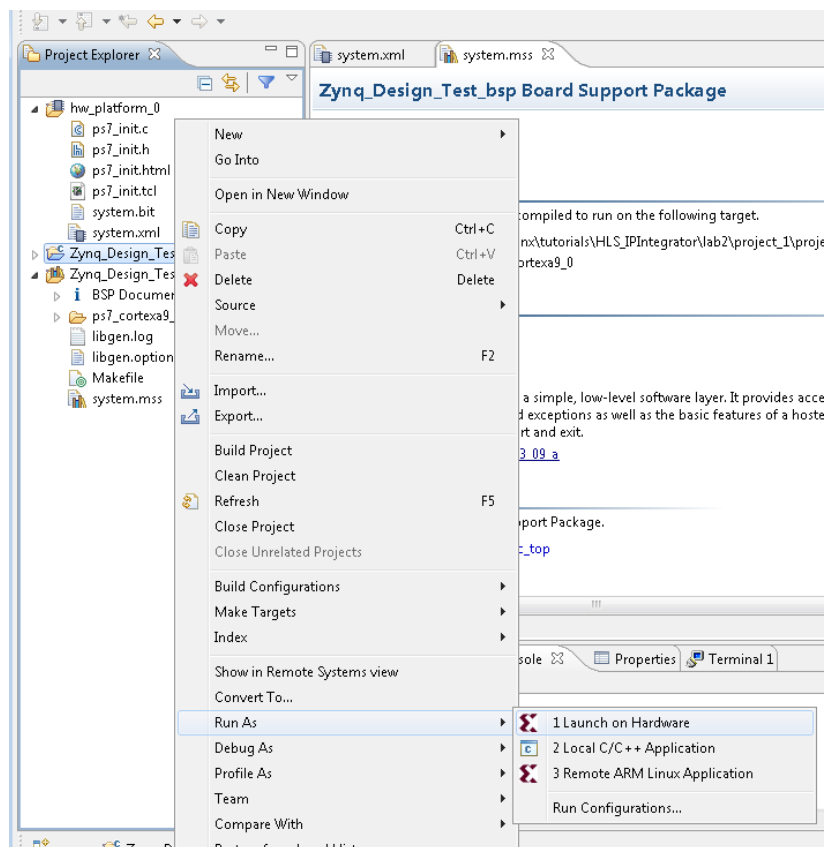 Project Explorer
system.xml
system.mss
Zynq_Design_Test_bsp Board Support Package
hw_platform_0
ps7_init.c
ps7_init.h
ps7_init.html
ps7_init.tcl
system.bit
system.xml
Zynq_Design_Tes
Zynq_Design_Tes
BSP Documer
ps7_cortexa9_
libgen.log
libgen.option
Makefile
system.mss
New
Go Into
Open in New Window
Copy Ctrl+C
Paste Ctrl+V
Delete Delete
Source
Move...
Rename... F2
Import...
Export...
Build Project
Clean Project
Refresh F5
Close Project
Close Unrelated Projects
Build Configurations
Make Targets
Index
Show in Remote Systems view
Convert To...
Run As
Debug As
Profile As
Team
Compare With
compiled to run on the following target.
nx\tutorials\HLS_IPIntegrator\lab2\project_1\proje
ortexa9_0
a simple, low-level software layer. It provides acce
d exceptions as well as the basic features of a hoste
rt and exit.
3_09_a
pport Package.
c_top
sole
Properties
Terminal 1
1 Launch on Hardware
2 Local C/C++ Application
3 Remote ARM Linux Application
Run Configurations...